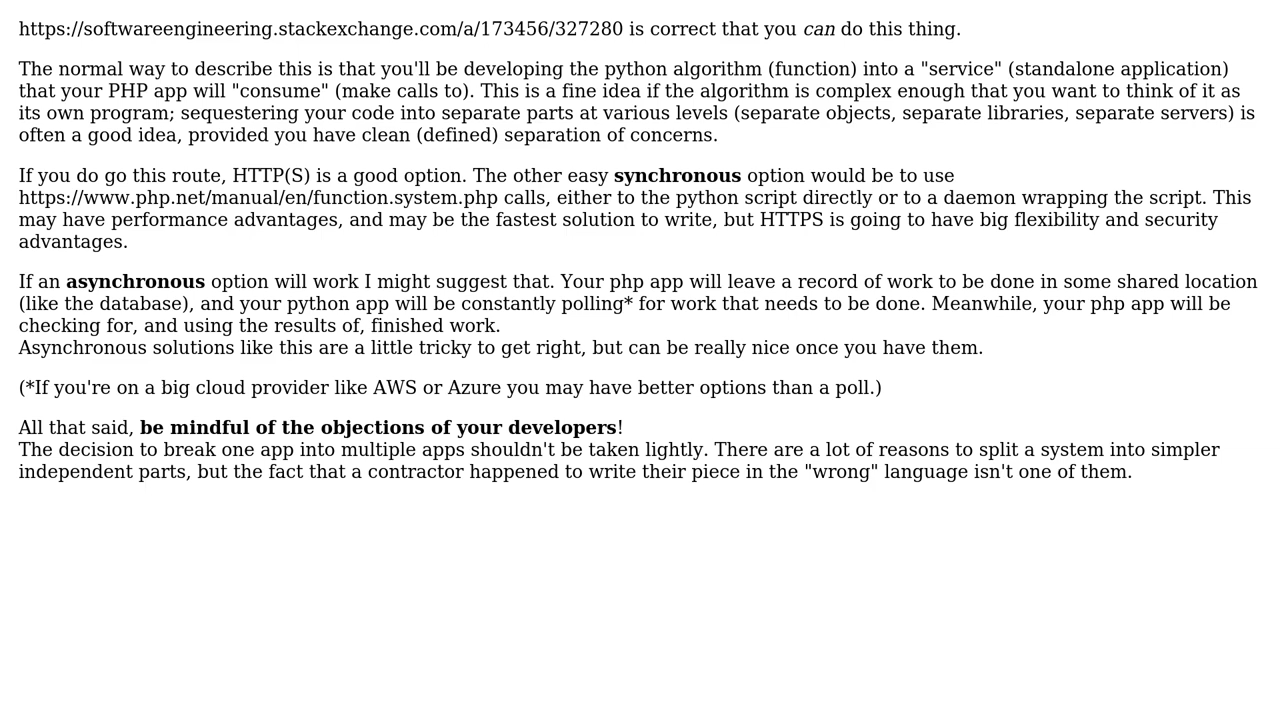 https://softwareengineering.stackexchange.com/a/173456/327280 is correct that you can do this thing.
The normal way to describe this is that you'll be developing the python algorithm (function) into a "service" (standalone application)
that your PHP app will "consume" (make calls to). This is a fine idea if the algorithm is complex enough that you want to think of it as
its own program; sequestering your code into separate parts at various levels (separate objects, separate libraries, separate servers) is
often a good idea, provided you have clean (defined) separation of concerns.
If you do go this route, HTTP(S) is a good option. The other easy synchronous option would be to use
https://www.php.net/manual/en/function.system.php calls, either to the python script directly or to a daemon wrapping the script. This
may have performance advantages, and may be the fastest solution to write, but HTTPS is going to have big flexibility and security
advantages.
If an asynchronous option will work I might suggest that. Your php app will leave a record of work to be done in some shared location
(like the database), and your python app will be constantly polling* for work that needs to be done. Meanwhile, your php app will be
checking for, and using the results of, finished work.
Asynchronous solutions like this are a little tricky to get right, but can be really nice once you have them.
(*If you're on a big cloud provider like AWS or Azure you may have better options than a poll.)
All that said, be mindful of the objections of your developers!
The decision to break one app into multiple apps shouldn't be taken lightly. There are a lot of reasons to split a system into simpler
independent parts, but the fact that a contractor happened to write their piece in the "wrong" language isn't one of them.